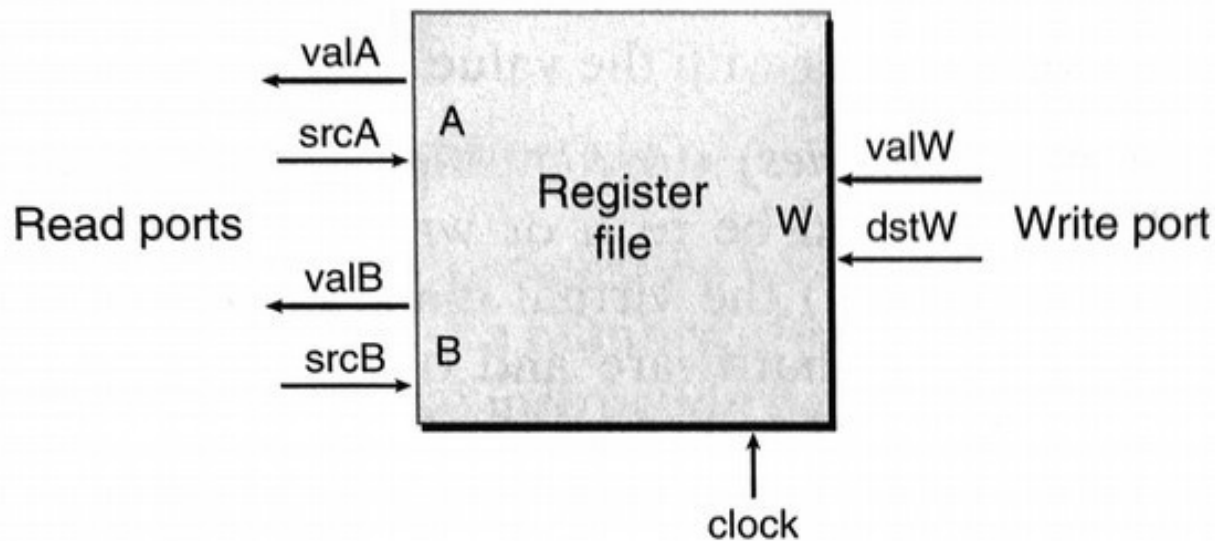 valA
srcA
A
Read ports
valB
srcB
B
Register
file
W
valW
dstW
Write port
clock